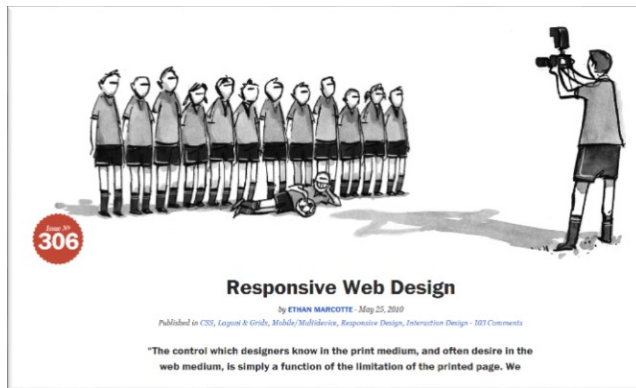 Issue Nº
306
Responsive Web Design
by ETHAN MARCOTTE · May 25, 2010
Published in CSS, Layout & Grids, Mobile/Multidevice, Responsive Design, Interaction Design · 103 Comments
“The control which designers know in the print medium, and often desire in the
web medium, is simply a function of the limitation of the printed page. We